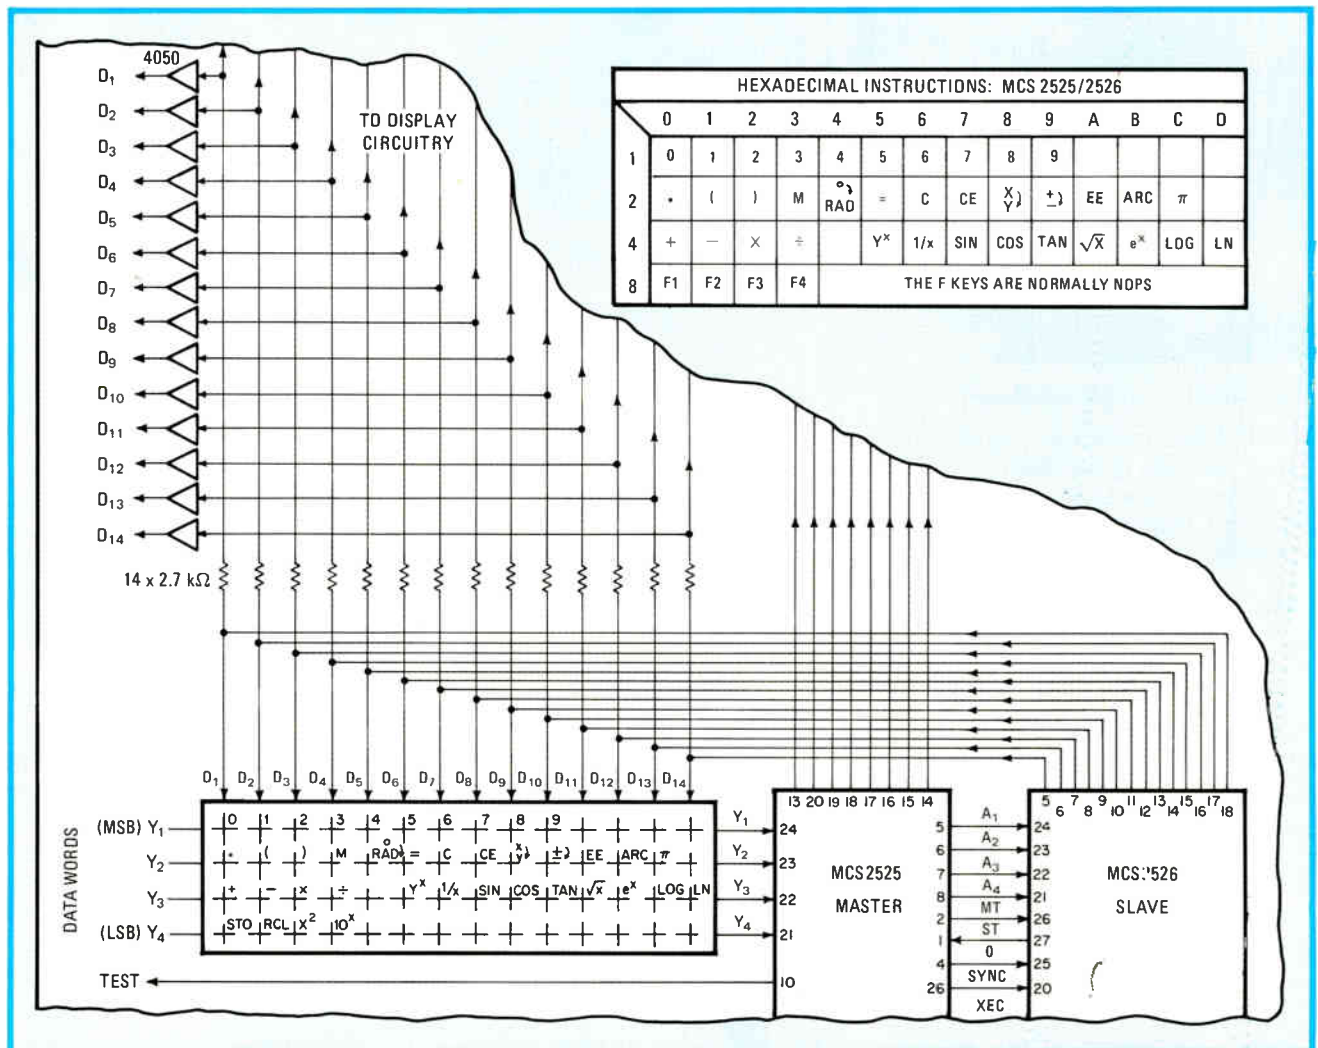 4050
D1
D2
D3
D4
D5
D6
D7
D8
D9
D10
D11
D12
D13
D14
TO DISPLAY
CIRCUITRY
HEXADECIMAL INSTRUCTIONS: MCS 2525/2526
0 1 2 3 4 5 6 7 8 9 A B C D
1 0 1 2 3 4 5 6 7 8 9
2 · ( ) M °⤸RAD = C CE X⤸Y ±⤸ EE ARC π
4 + − × ÷ Yˣ 1/x SIN COS TAN √X eˣ LOG LN
8 F1 F2 F3 F4 THE F KEYS ARE NORMALLY NOPS
14 x 2.7 kΩ
D1 D2 D3 D4 D5 D6 D7 D8 D9 D10 D11 D12 D13 D14
DATA WORDS
(MSB) Y1
Y2
Y3
(LSB) Y4
0 1 2 3 4 5 6 7 8 9
· ( ) M °RAD⤸ = C CE X⤸y ±⤸ EE ARC π
+ − × ÷ Yˣ 1/x SIN COS TAN √x eˣ LOG LN
STO RCL X² 10ˣ
Y1
Y2
Y3
Y4
TEST
13 20 19 18 17 16 15 14
24
23
22
21
10
MCS2525
MASTER
5
6
7
8
2
1
4
26
A1
A2
A3
A4
MT
ST
0
SYNC
XEC
5 6 7 8 9 10 11 12 13 14 15 16 17 18
24
23
22
21
26
27
25
20
SLAVE